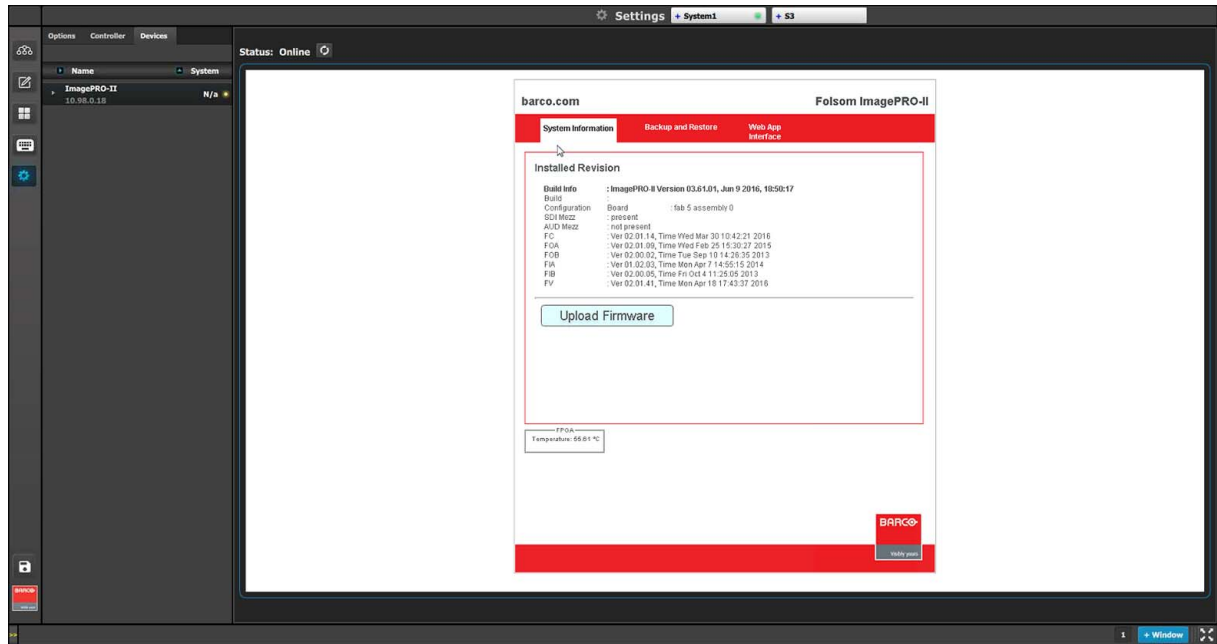 Settings
+ System1
+ S3
Options Controller Devices
Status: Online
Name System
ImagePRO-II
N/a
10.98.0.18
barco.com
Folsom ImagePRO-II
System Information
Backup and Restore
Web App
Interface
Installed Revision
Build Info : ImagePRO-II Version 03.61.01, Jun 9 2016, 18:50:17
Build :
Configuration Board : fab 5 assembly 0
SDI Mezz : present
AUD Mezz : not present
FC : Ver 02.01.14, Time Wed Mar 30 10:42:21 2016
FOA : Ver 02.01.09, Time Wed Feb 25 15:30:27 2015
FOB : Ver 02.00.02, Time Tue Sep 10 14:26:35 2013
FIA : Ver 01.02.03, Time Mon Apr 7 14:55:15 2014
FIB : Ver 02.00.05, Time Fri Oct 4 11:25:05 2013
FV : Ver 02.01.41, Time Mon Apr 18 17:43:37 2016
Upload Firmware
Temperature: 66.61 °C
BARCO
Visibly yours
BARCO
>>
1
+ Window